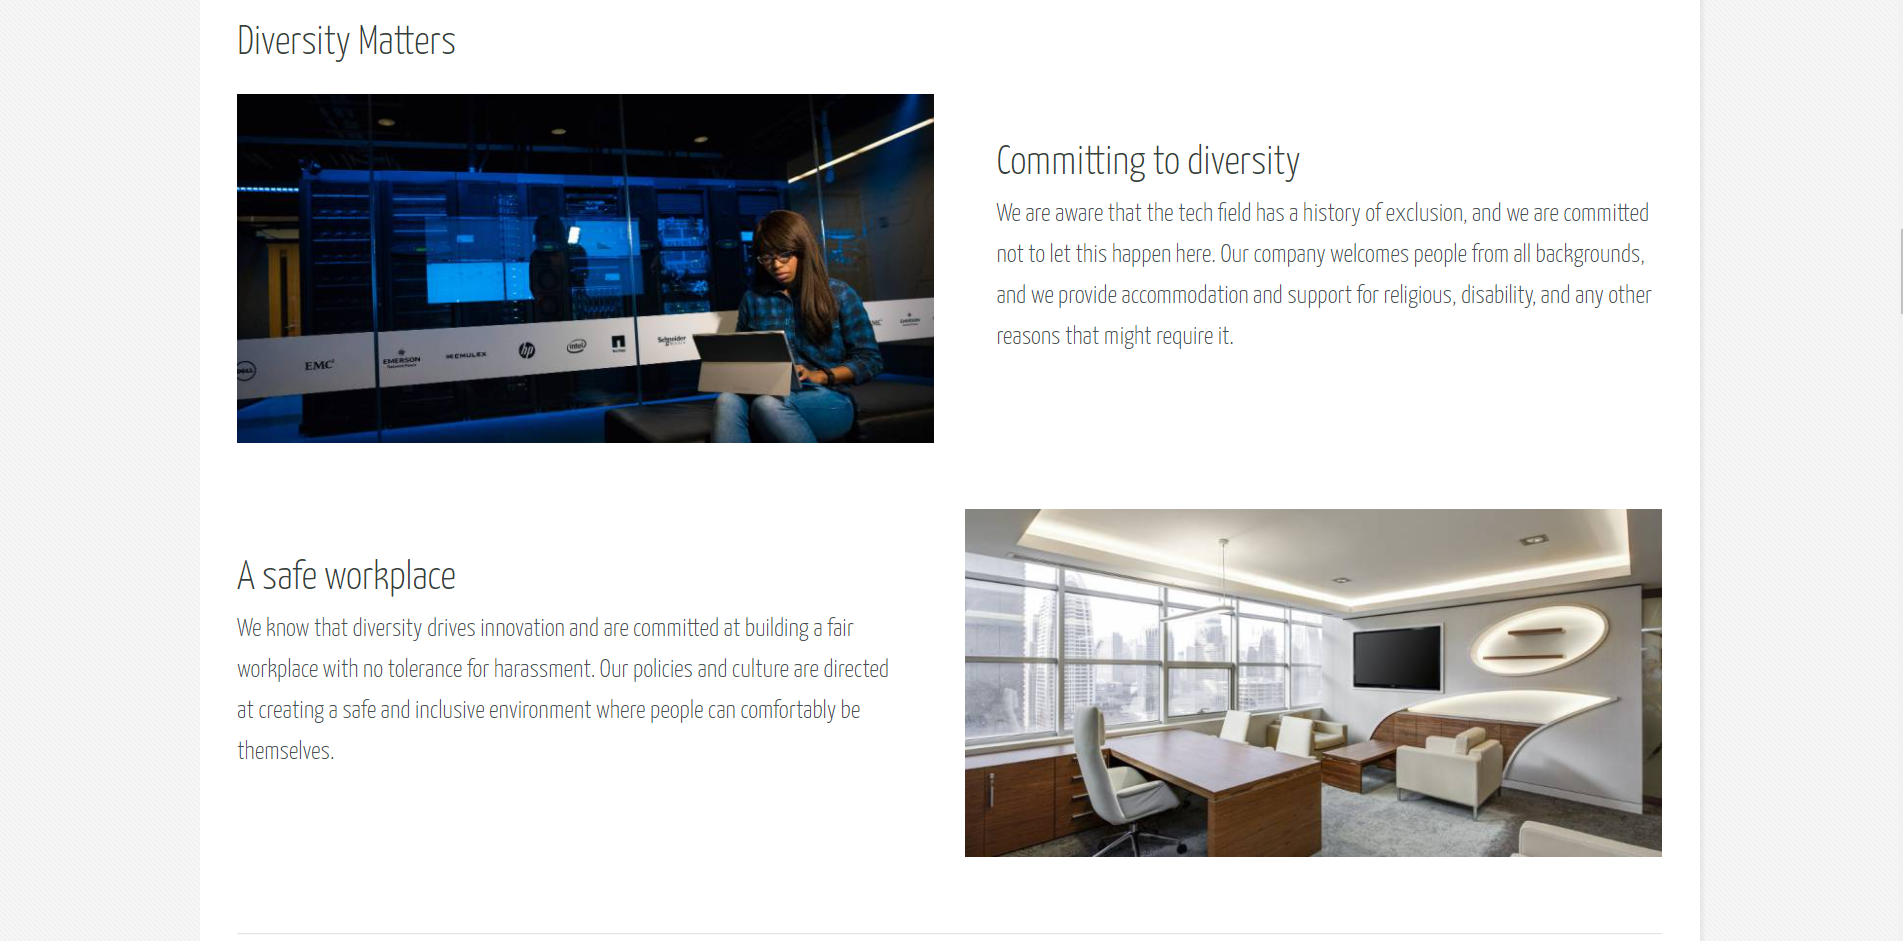 Diversity Matters
Committing to diversity
We are aware that the tech field has a history of exclusion, and we are committed
not to let this happen here. Our company welcomes people from all backgrounds,
and we provide accommodation and support for religious, disability, and any other
reasons that might require it.
DELL
EMC²
EMERSON
EMULEX
hp
intel
Schneider
EMC
EMERSON
A safe workplace
We know that diversity drives innovation and are committed at building a fair
workplace with no tolerance for harassment. Our policies and culture are directed
at creating a safe and inclusive environment where people can comfortably be
themselves.